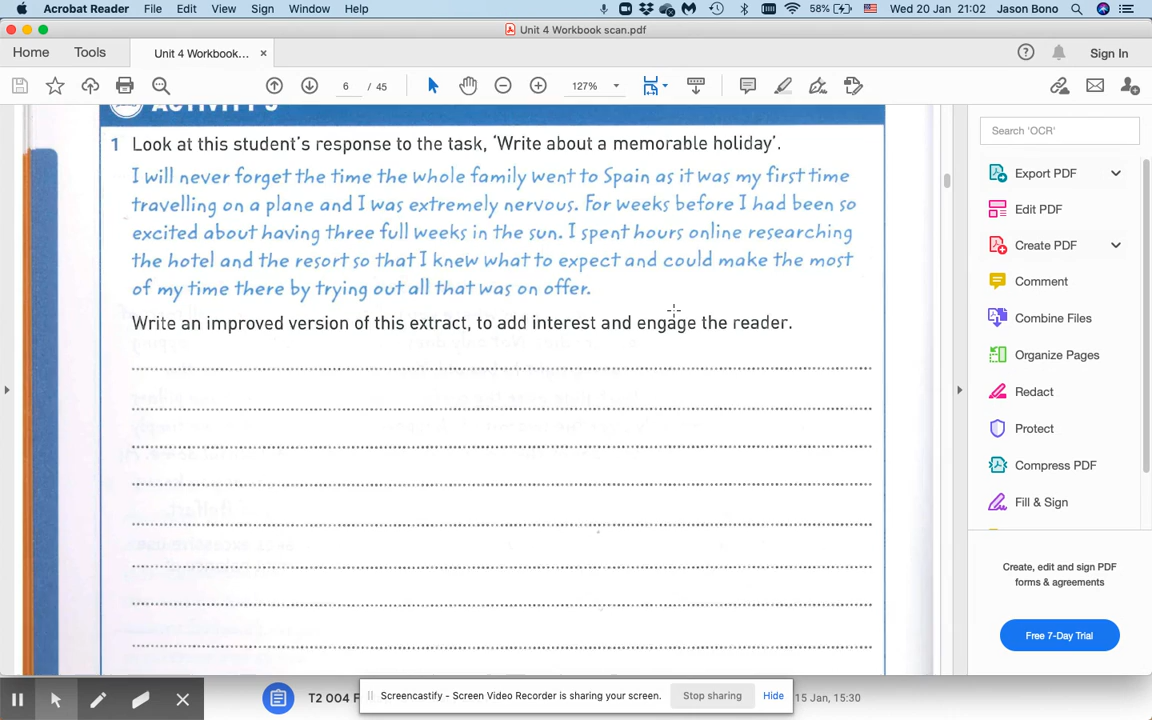 Acrobat Reader File Edit View Sign Window Help 58% Wed 20 Jan 21:02 Jason Bono
Unit 4 Workbook scan.pdf
Home Tools Unit 4 Workbook... × Sign In
6 / 45 127%
1 Look at this student's response to the task, 'Write about a memorable holiday'.
I will never forget the time the whole family went to Spain as it was my first time
travelling on a plane and I was extremely nervous. For weeks before I had been so
excited about having three full weeks in the sun. I spent hours online researching
the hotel and the resort so that I knew what to expect and could make the most
of my time there by trying out all that was on offer.
Write an improved version of this extract, to add interest and engage the reader.
Search 'OCR'
Export PDF
Edit PDF
Create PDF
Comment
Combine Files
Organize Pages
Redact
Protect
Compress PDF
Fill & Sign
Create, edit and sign PDF
forms & agreements
Free 7-Day Trial
T2 004 F
Screencastify - Screen Video Recorder is sharing your screen. Stop sharing Hide
15 Jan, 15:30